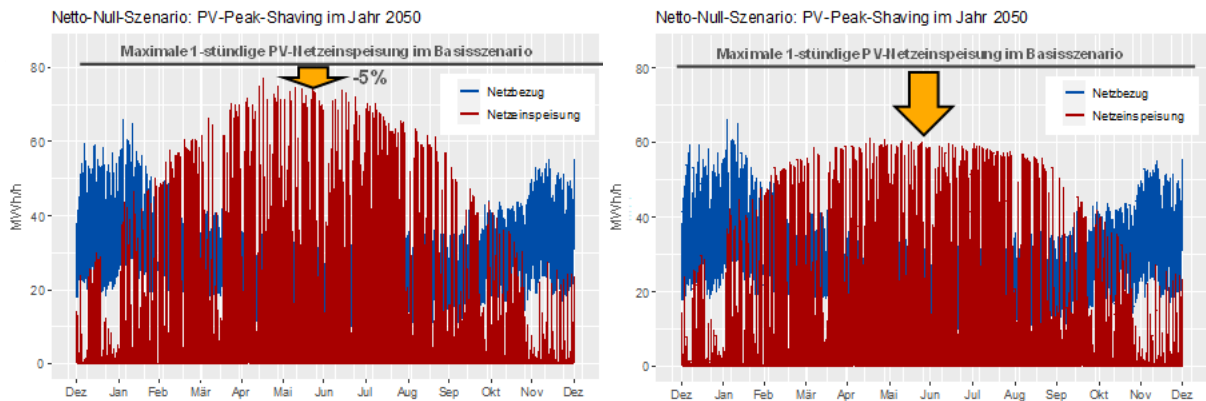 Netto-Null-Szenario: PV-Peak-Shaving im Jahr 2050
Maximale 1-stündige PV-Netzeinspeisung im Basisszenario
-5%
Netzbezug
Netzeinspeisung
MWh/h
80
60
40
20
0
Dez Jan Feb Mär Apr Mai Jun Jul Aug Sep Okt Nov Dez
Netto-Null-Szenario: PV-Peak-Shaving im Jahr 2050
Maximale 1-stündige PV-Netzeinspeisung im Basisszenario
Netzbezug
Netzeinspeisung
MWh/h
80
60
40
20
0
Dez Jan Feb Mär Apr Mai Jun Jul Aug Sep Okt Nov Dez